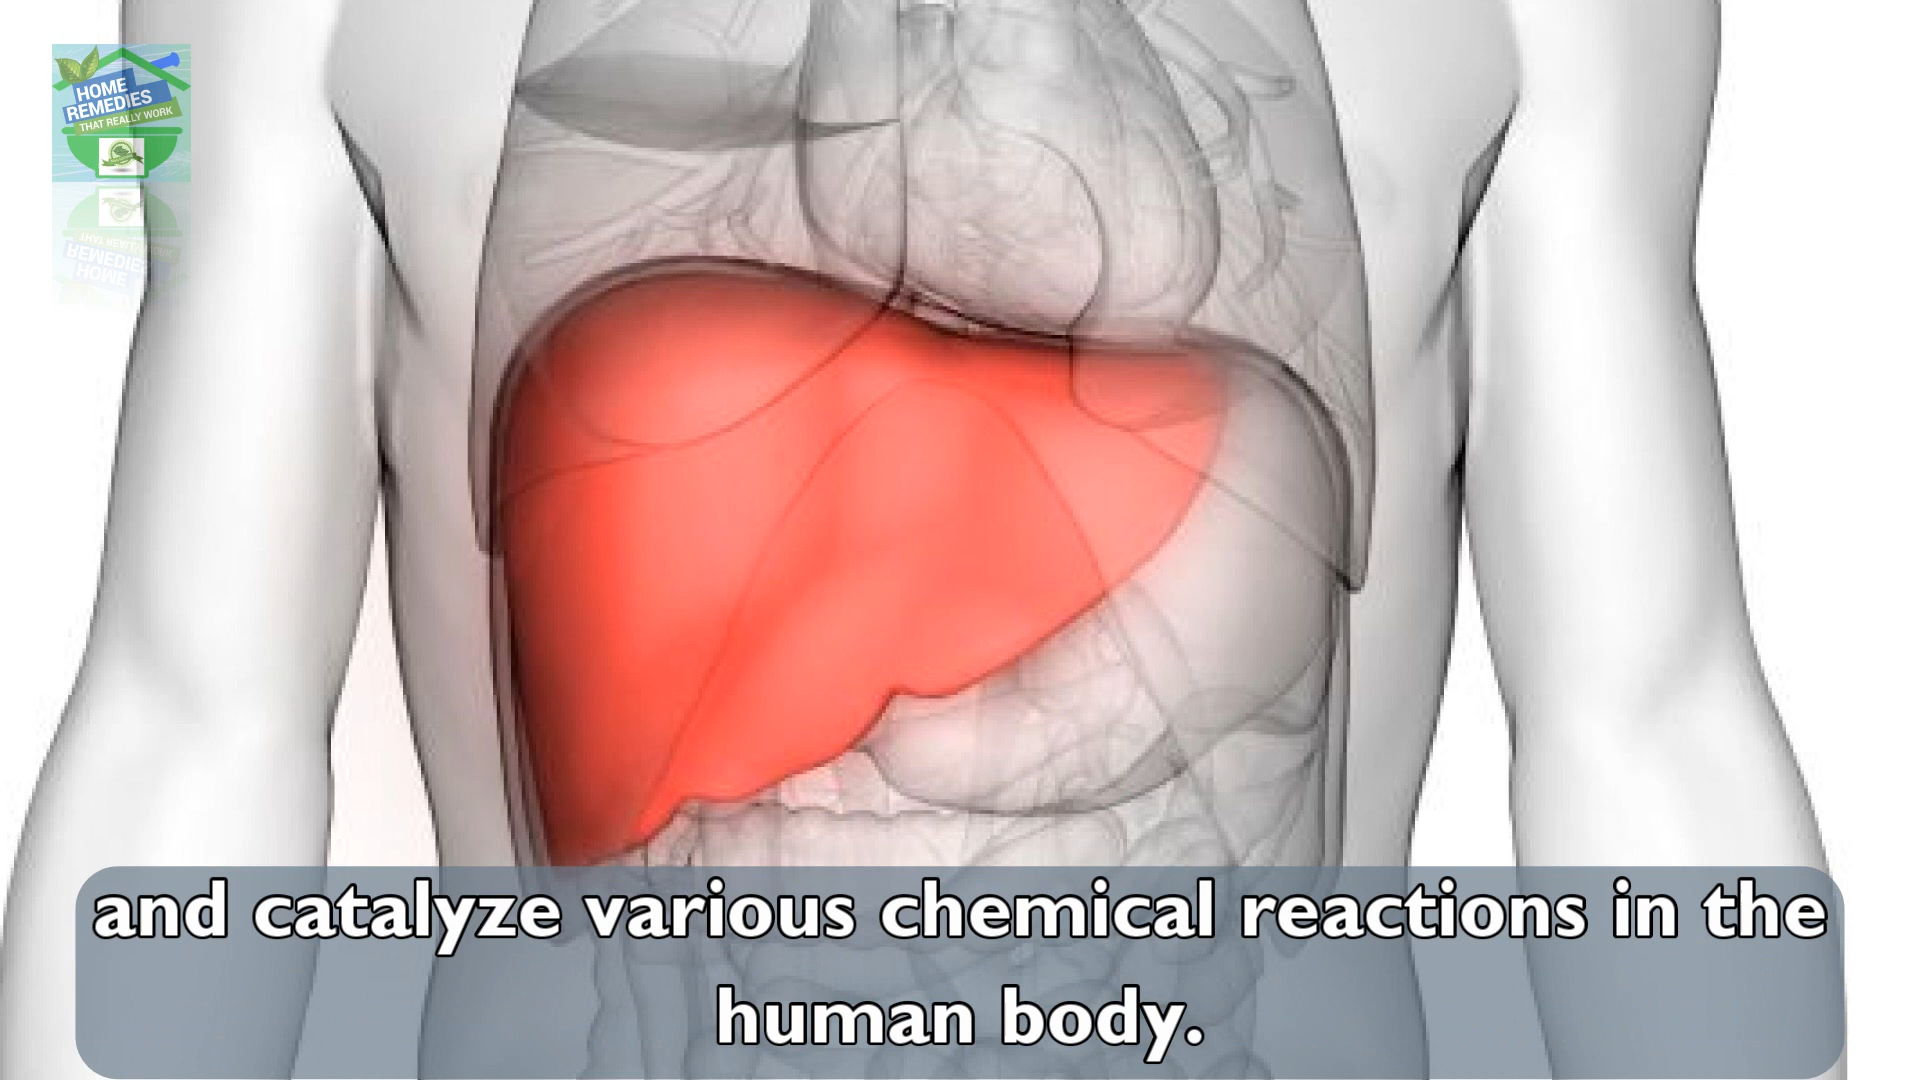 HOME
REMEDIES
THAT REALLY WORK
and catalyze various chemical reactions in the
human body.